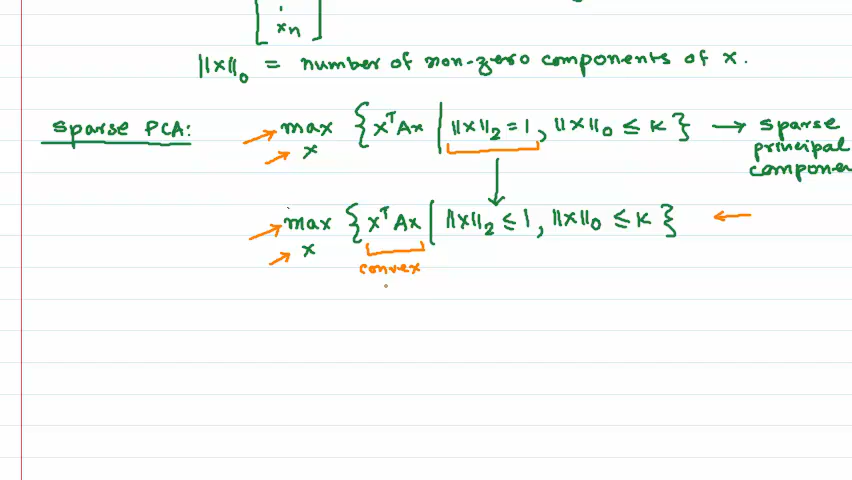 xn
||x||₀ = number of non-zero components of x.
Sparse PCA: max {xᵀAx | ||x||₂ = 1, ||x||₀ ≤ K} → sparse
x principal
component
max {xᵀAx | ||x||₂ ≤ 1, ||x||₀ ≤ K} ←
x
convex